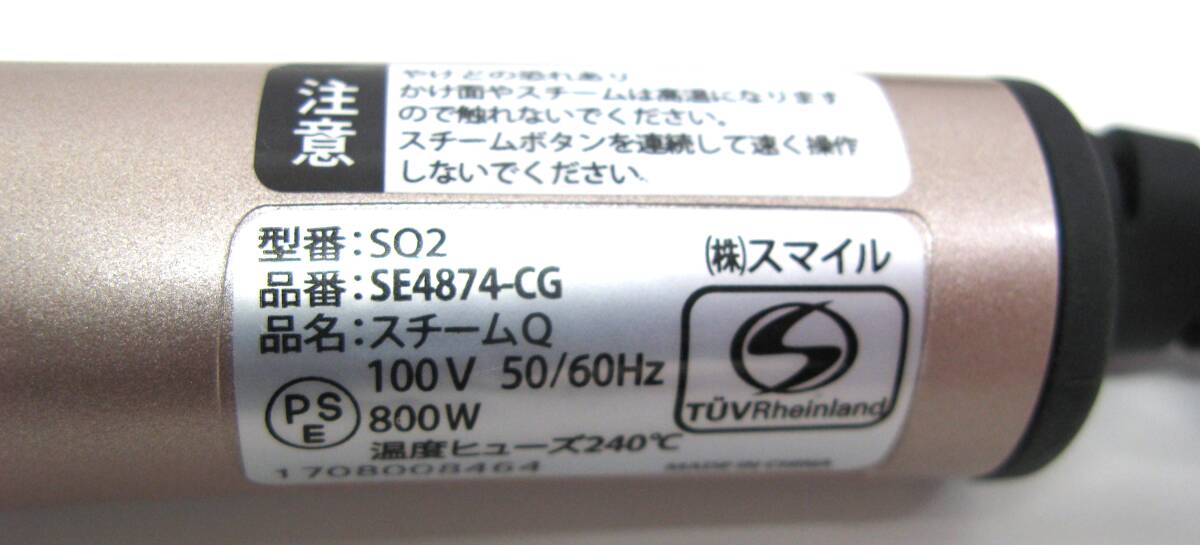 注意
やけどの恐れあり
かけ面やスチームは高温になります
ので触れないでください。
スチームボタンを連続して速く操作
しないでください。
型番：SQ2
(株)スマイル
品番：SE4874-CG
品名：スチームQ
100V 50/60Hz
PSE
800W
TÜVRheinland
温度ヒューズ240℃
1708008464
MADE IN CHINA